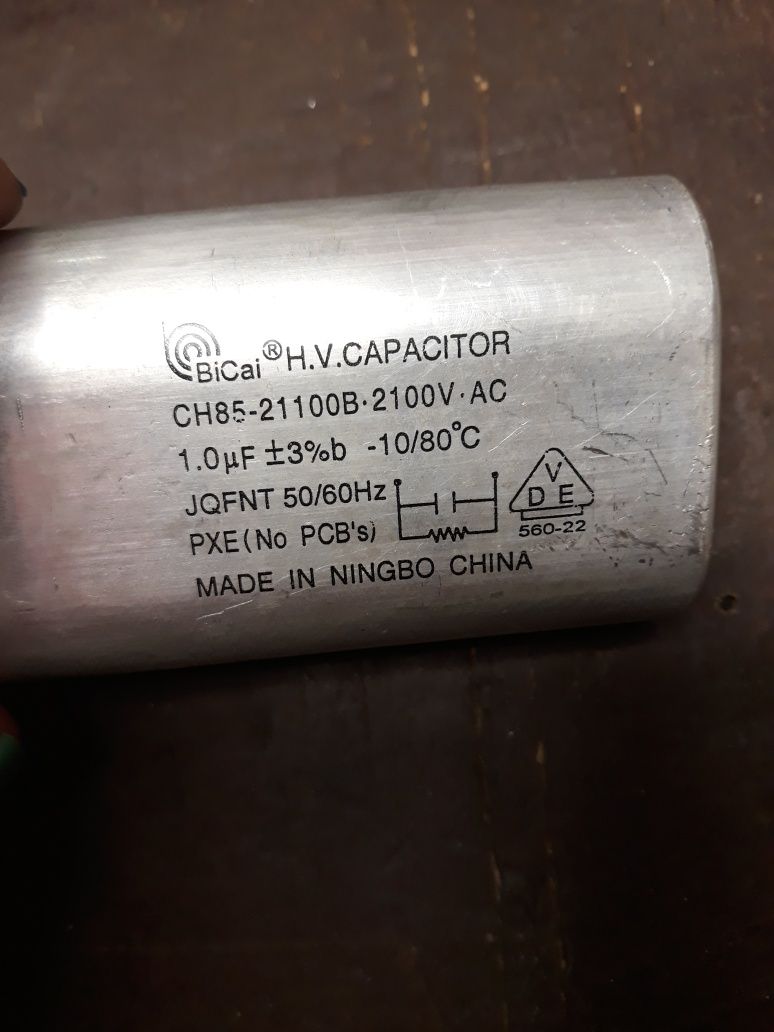 BiCai® H.V.CAPACITOR
CH85-21100B·2100V·AC
1.0µF ±3%b -10/80°C
JQFNT 50/60Hz
PXE(No PCB's)
V
D E
560-22
MADE IN NINGBO CHINA